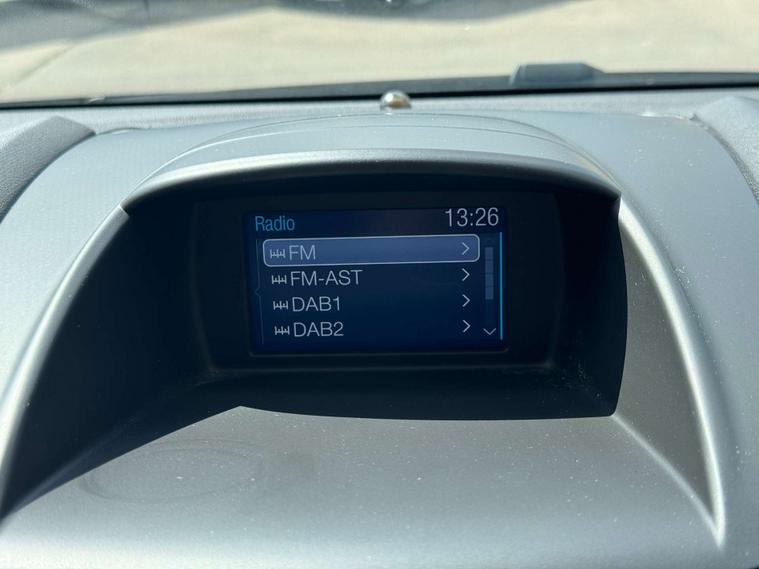 Radio 13:26
FM
FM-AST
DAB1
DAB2